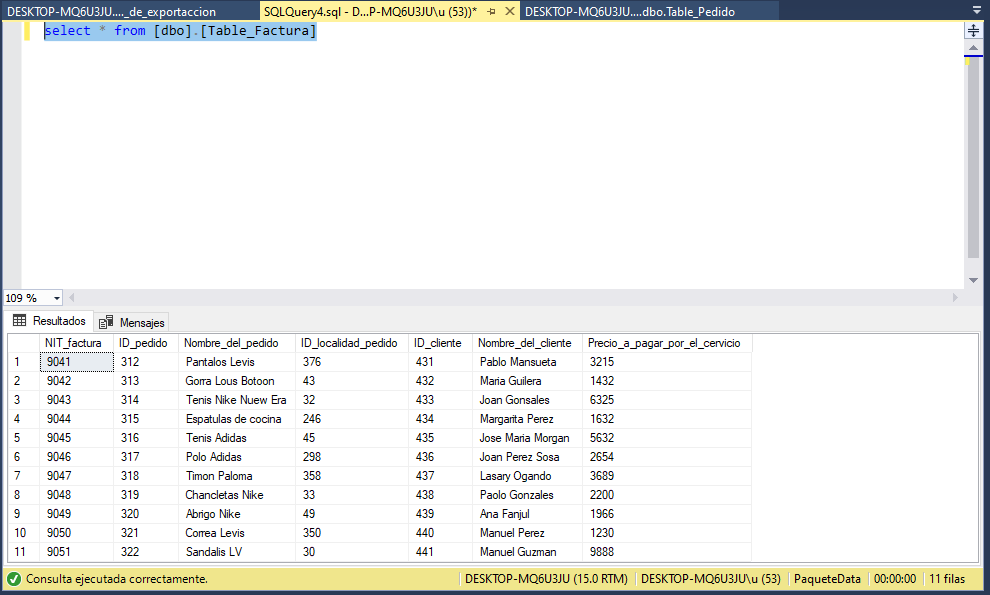 DESKTOP-MQ6U3JU...._de_exportaccion SQLQuery4.sql - D...P-MQ6U3JU\u (53))* DESKTOP-MQ6U3JU....dbo.Table_Pedido
select * from [dbo].[Table_Factura]
109 %
Resultados Mensajes
NIT_factura ID_pedido Nombre_del_pedido ID_localidad_pedido ID_cliente Nombre_del_cliente Precio_a_pagar_por_el_cervicio
1 9041 312 Pantalos Levis 376 431 Pablo Mansueta 3215
2 9042 313 Gorra Lous Botoon 43 432 Maria Guilera 1432
3 9043 314 Tenis Nike Nuew Era 32 433 Joan Gonsales 6325
4 9044 315 Espatulas de cocina 246 434 Margarita Perez 1632
5 9045 316 Tenis Adidas 45 435 Jose Maria Morgan 5632
6 9046 317 Polo Adidas 298 436 Joan Perez Sosa 2654
7 9047 318 Timon Paloma 358 437 Lasary Ogando 3689
8 9048 319 Chancletas Nike 33 438 Paolo Gonzales 2200
9 9049 320 Abrigo Nike 49 439 Ana Fanjul 1966
10 9050 321 Correa Levis 350 440 Manuel Perez 1230
11 9051 322 Sandalis LV 30 441 Manuel Guzman 9888
Consulta ejecutada correctamente. DESKTOP-MQ6U3JU (15.0 RTM) DESKTOP-MQ6U3JU\u (53) PaqueteData 00:00:00 11 filas